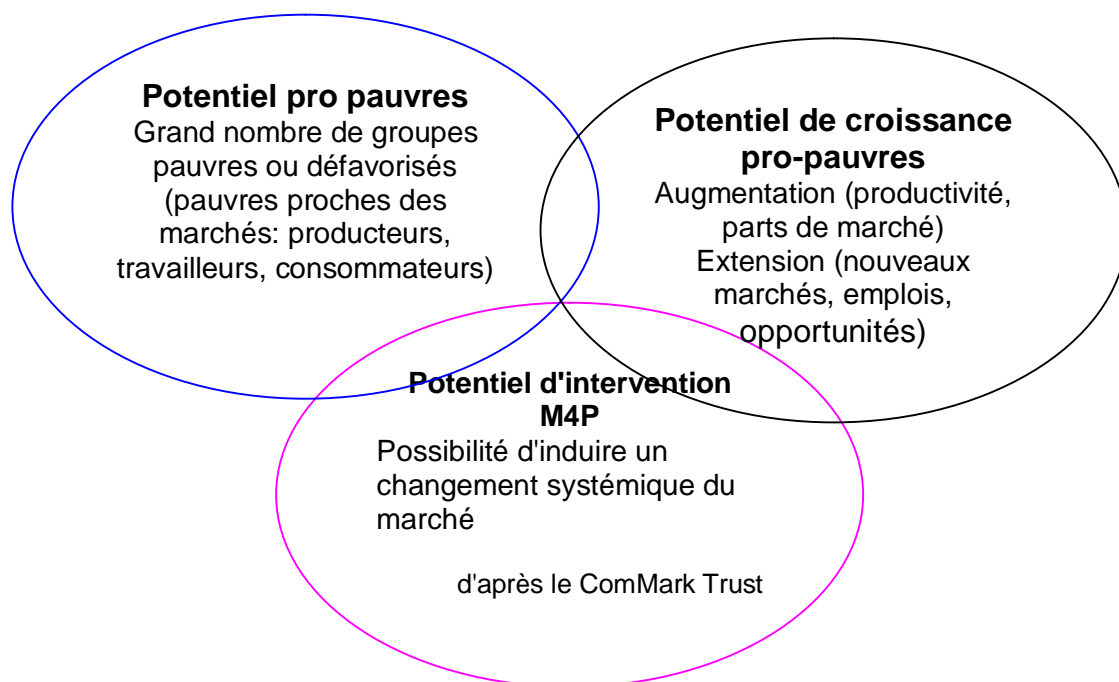 Potentiel pro pauvres
Grand nombre de groupes
pauvres ou défavorisés
(pauvres proches des
marchés: producteurs,
travailleurs, consommateurs)
Potentiel de croissance
pro-pauvres
Augmentation (productivité,
parts de marché)
Extension (nouveaux
marchés, emplois,
opportunités)
Potentiel d'intervention
M4P
Possibilité d'induire un
changement systémique du
marché
d'après le ComMark Trust